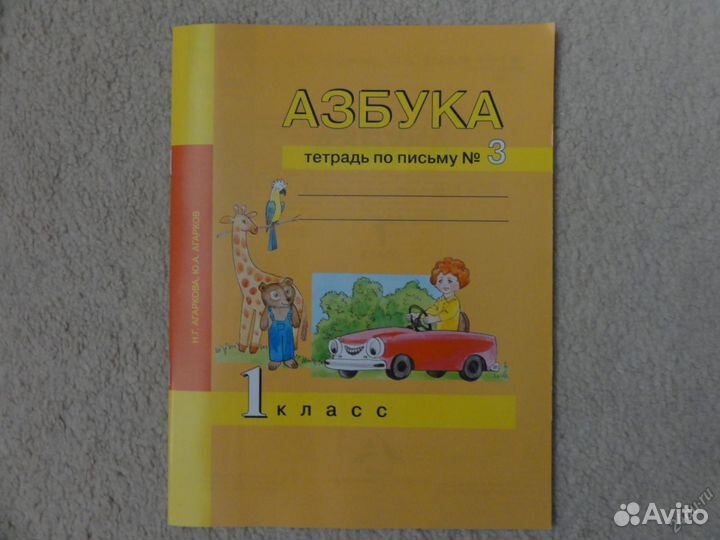 АЗБУКА
тетрадь по письму № 3
Н.Г. АГАРКОВА, Ю.А. АГАРКОВ
1 класс
Avito